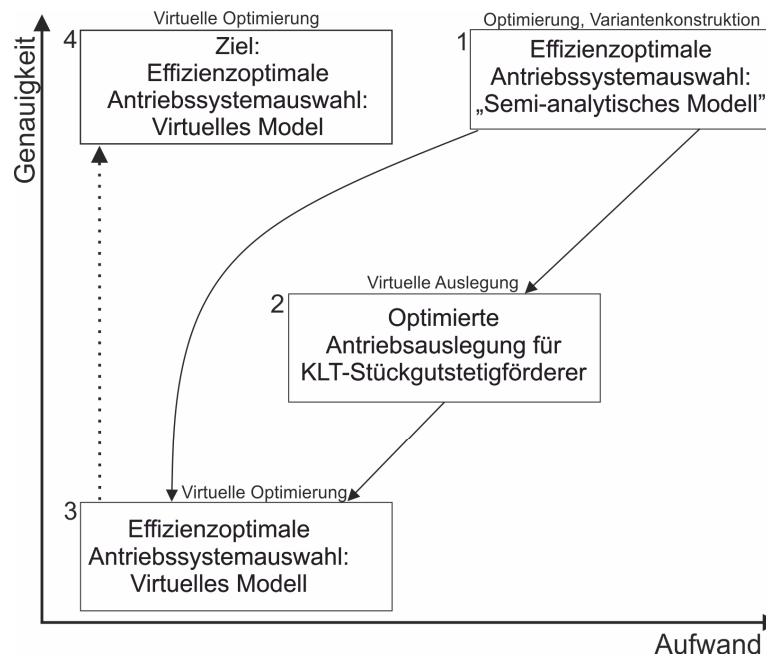 Genauigkeit
4
Virtuelle Optimierung
Ziel:
Effizienzoptimale
Antriebssystemauswahl:
Virtuelles Model
1
Optimierung, Variantenkonstruktion
Effizienzoptimale
Antriebssystemauswahl:
„Semi-analytisches Modell”
2
Virtuelle Auslegung
Optimierte
Antriebsauslegung für
KLT-Stückgutstetigförderer
3
Virtuelle Optimierung
Effizienzoptimale
Antriebssystemauswahl:
Virtuelles Modell
Aufwand